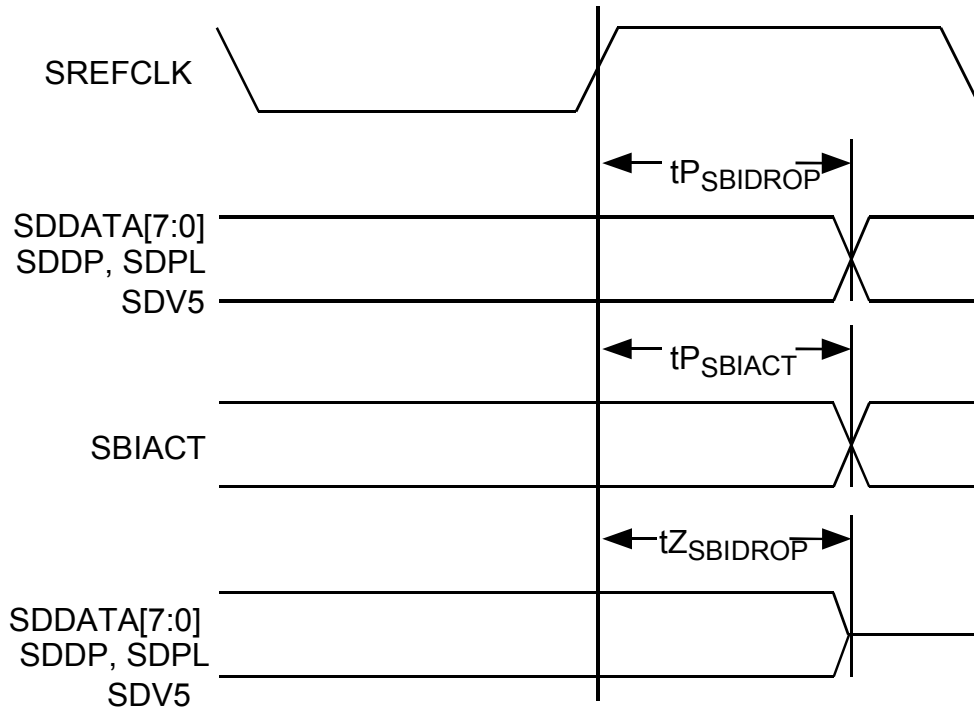 SREFCLK
tPSBIDROP
SDDATA[7:0]
SDDP, SDPL
SDV5
tPSBIACT
SBIACT
tZSBIDROP
SDDATA[7:0]
SDDP, SDPL
SDV5